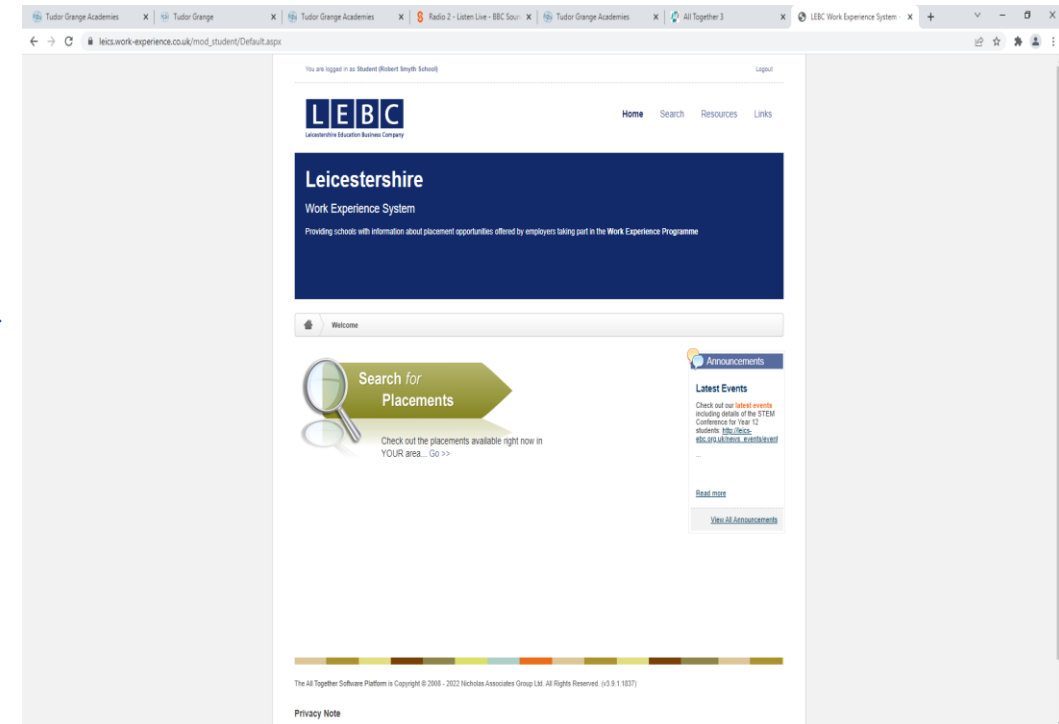 Tudor Grange Academies
Tudor Grange
Tudor Grange Academies
Radio 2 - Listen Live - BBC Soun
Tudor Grange Academies
All Together 3
LEBC Work Experience System -
leics.work-experience.co.uk/mod_student/Default.aspx
You are logged in as Student (Robert Smyth School)
Logout
LEBC
Leicestershire Education Business Company
Home Search Resources Links
Leicestershire
Work Experience System
Providing schools with information about placement opportunities offered by employers taking part in the Work Experience Programme
Welcome
Search for
Placements
Check out the placements available right now in
YOUR area... Go >>
Announcements
Latest Events
Check out our latest events
including details of the STEM
Conference for Year 12
students: http://leics-
ebc.org.uk/news_events/event
...
Read more
View All Announcements
The All Together Software Platform is Copyright © 2006 - 2022 Nicholas Associates Group Ltd. All Rights Reserved. (v3.9.1.1837)
Privacy Note